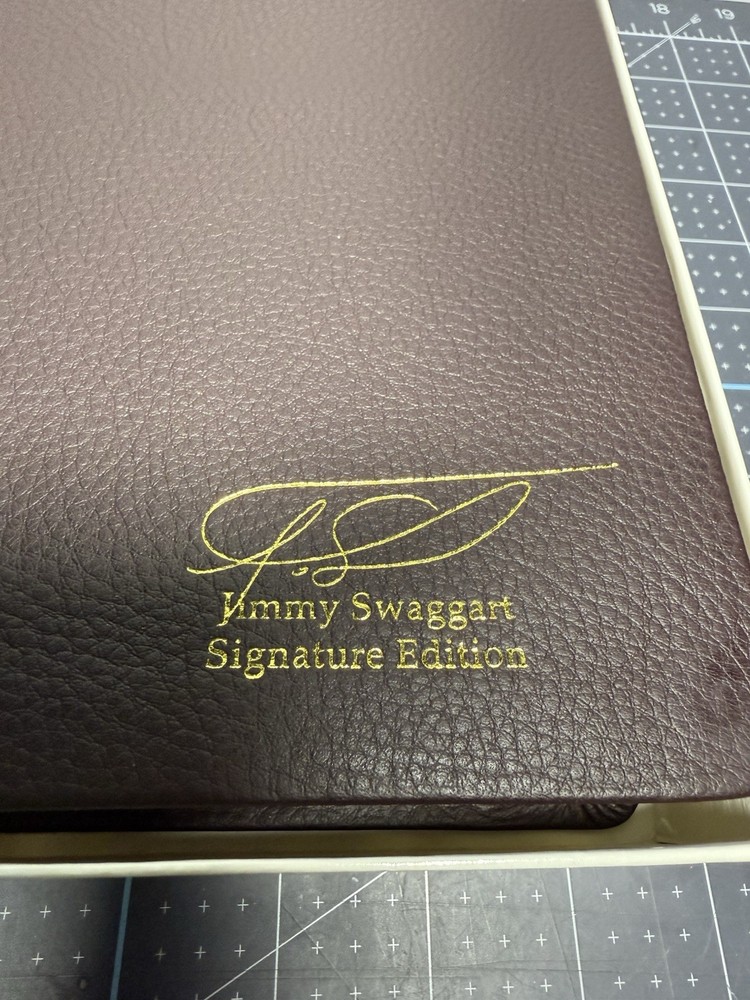 18 19
J.S.
Jimmy Swaggart
Signature Edition